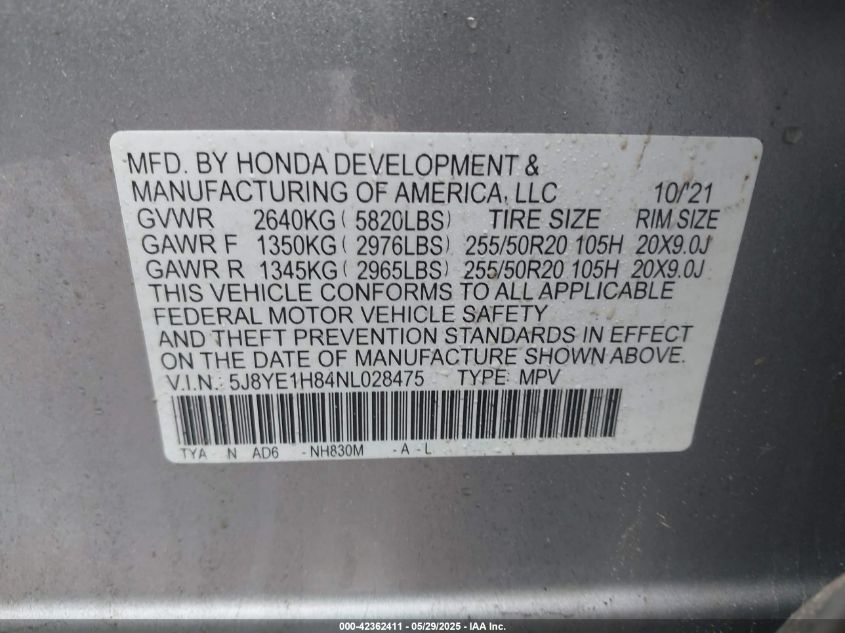 MFD. BY HONDA DEVELOPMENT &
MANUFACTURING OF AMERICA, LLC 10/'21
GVWR 2640KG ( 5820LBS) TIRE SIZE RIM SIZE
GAWR F 1350KG ( 2976LBS) 255/50R20 105H 20X9.0J
GAWR R 1345KG ( 2965LBS) 255/50R20 105H 20X9.0J
THIS VEHICLE CONFORMS TO ALL APPLICABLE
FEDERAL MOTOR VEHICLE SAFETY
AND THEFT PREVENTION STANDARDS IN EFFECT
ON THE DATE OF MANUFACTURE SHOWN ABOVE.
V.I.N.: 5J8YE1H84NL028475 TYPE: MPV
TYA N AD6 -NH830M -A-L
000-42362411 - 05/29/2025 - IAA Inc.